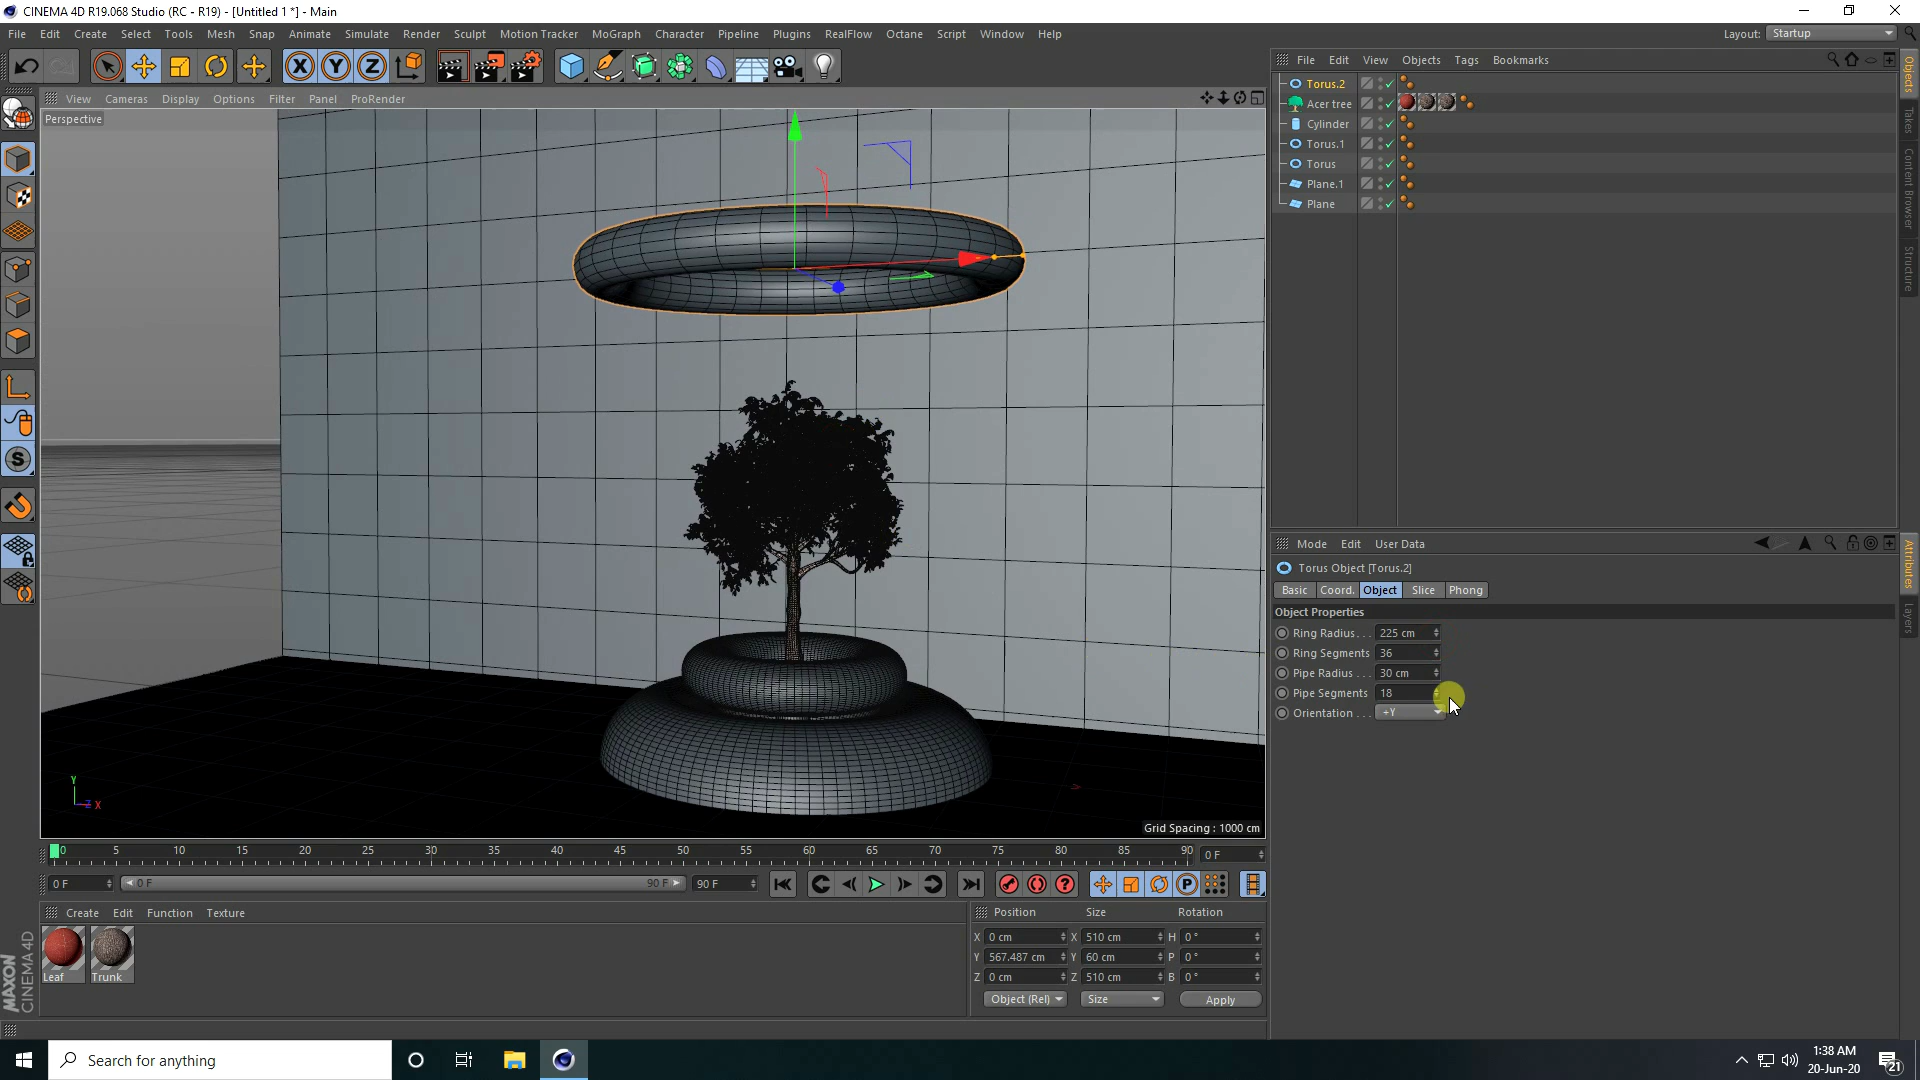 CINEMA 4D R19.068 Studio (RC - R19) - [Untitled 1 *] - Main
File Edit Create Select Tools Mesh Snap Animate Simulate Render Sculpt Motion Tracker MoGraph Character Pipeline Plugins RealFlow Octane Script Window Help
Layout: Startup
X Y Z
File Edit View Objects Tags Bookmarks
View Cameras Display Options Filter Panel ProRender
Perspective
Torus.2
Acer tree
Cylinder
Torus.1
Torus
Plane.1
Plane
Objects
Takes
Content Browser
Structure
Mode Edit User Data
Torus Object [Torus.2]
Basic Coord. Object Slice Phong
Object Properties
Ring Radius . . . 225 cm
Ring Segments 36
Pipe Radius . . . 30 cm
Pipe Segments 18
Orientation . . . +Y
Attributes
Layers
Y
Z X
Grid Spacing : 1000 cm
0 5 10 15 20 25 30 35 40 45 50 55 60 65 70 75 80 85 90
0 F
0 F 0 F 90 F 90 F
P
Create Edit Function Texture
Leaf
Trunk
Position Size Rotation
X 0 cm X 510 cm H 0 °
Y 567.487 cm Y 60 cm P 0 °
Z 0 cm Z 510 cm B 0 °
Object (Rel) Size Apply
MAXON
CINEMA 4D
Search for anything
1:38 AM
20-Jun-20
21